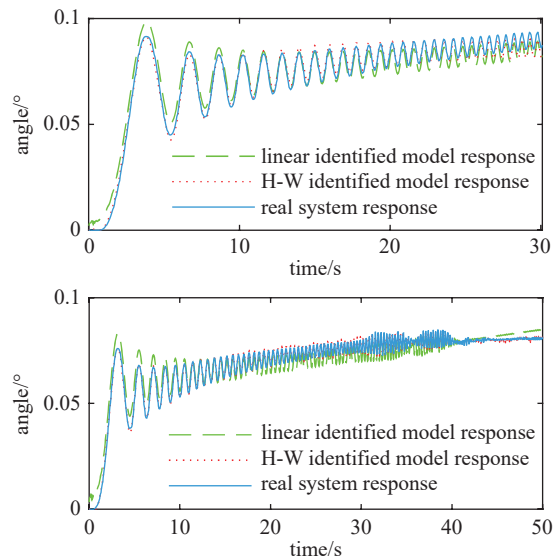 0.1
0.05
0
angle/°
linear identified model response
H-W identified model response
real system response
0 10 20 30
time/s
0.1
0.05
0
angle/°
linear identified model response
H-W identified model response
real system response
0 10 20 30 40 50
time/s